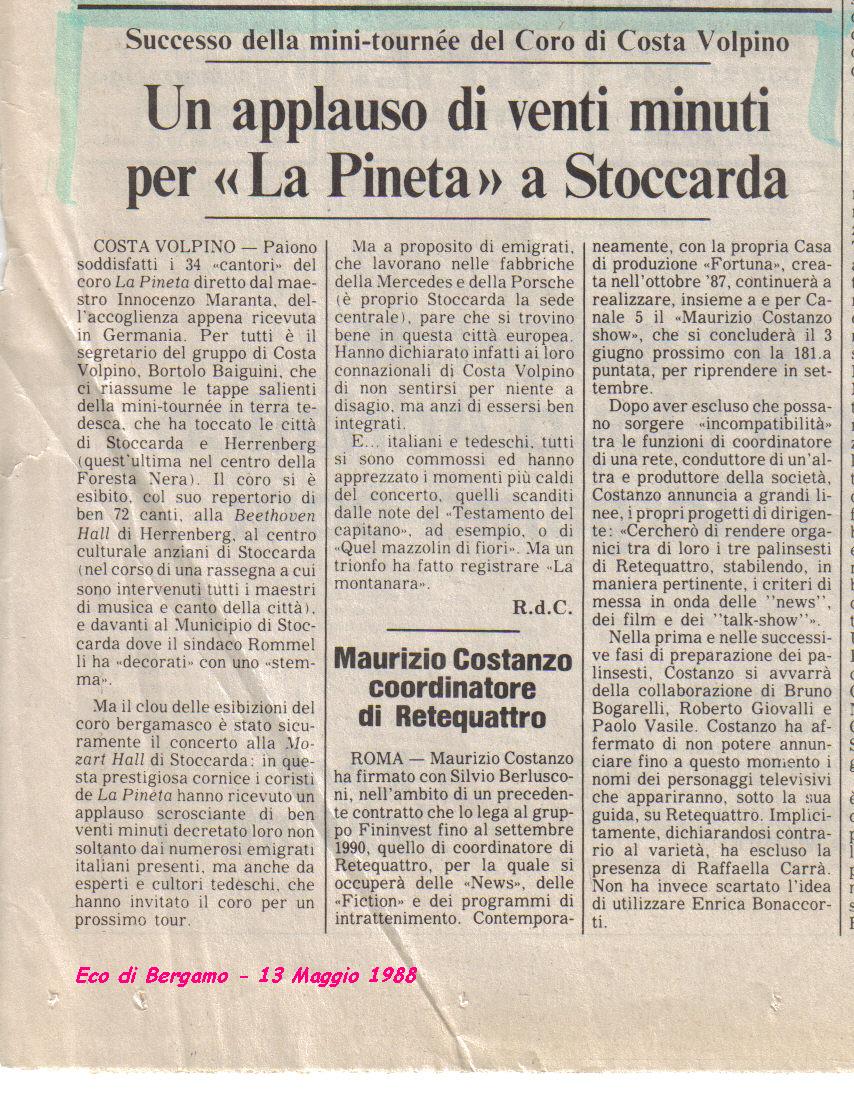 Successo della mini-tournée del Coro di Costa Volpino
Un applauso di venti minuti
per «La Pineta» a Stoccarda
COSTA VOLPINO — Paiono
soddisfatti i 34 «cantori» del
coro La Pineta diretto dal mae-
stro Innocenzo Maranta, del-
l'accoglienza appena ricevuta
in Germania. Per tutti è il
segretario del gruppo di Costa
Volpino, Bortolo Baiguini, che
ci riassume le tappe salienti
della mini-tournée in terra te-
desca, che ha toccato le città
di Stoccarda e Herrenberg
(quest'ultima nel centro della
Foresta Nera). Il coro si è
esibito, col suo repertorio di
ben 72 canti, alla Beethoven
Hall di Herrenberg, al centro
culturale anziani di Stoccarda
(nel corso di una rassegna a cui
sono intervenuti tutti i maestri
di musica e canto della città),
e davanti al Municipio di Stoc-
carda dove il sindaco Rommel
li ha «decorati» con uno «stem-
ma».
Ma il clou delle esibizioni del
coro bergamasco è stato sicu-
ramente il concerto alla Mo-
zart Hall di Stoccarda: in que-
sta prestigiosa cornice i coristi
de La Pineta hanno ricevuto un
applauso scrosciante di ben
venti minuti decretato loro non
soltanto dai numerosi emigrati
italiani presenti, ma anche da
esperti e cultori tedeschi, che
hanno invitato il coro per un
prossimo tour.
Ma a proposito di emigrati,
che lavorano nelle fabbriche
della Mercedes e della Porsche
(è proprio Stoccarda la sede
centrale), pare che si trovino
bene in questa città europea.
Hanno dichiarato infatti ai loro
connazionali di Costa Volpino
di non sentirsi per niente a
disagio, ma anzi di essersi ben
integrati.
E... italiani e tedeschi, tutti
si sono commossi ed hanno
apprezzato i momenti più caldi
del concerto, quelli scanditi
dalle note del «Testamento del
capitano», ad esempio, o di
«Quel mazzolin di fiori». Ma un
trionfo ha fatto registrare «La
montanara».
R.d.C.
Maurizio Costanzo
coordinatore
di Retequattro
ROMA — Maurizio Costanzo
ha firmato con Silvio Berlusco-
ni, nell'ambito di un preceden-
te contratto che lo lega al grup-
po Fininvest fino al settembre
1990, quello di coordinatore di
Retequattro, per la quale si
occuperà delle «News», delle
«Fiction» e dei programmi di
intrattenimento. Contempora-
neamente, con la propria Casa
di produzione «Fortuna», crea-
ta nell'ottobre '87, continuerà a
realizzare, insieme a e per Ca-
nale 5 il «Maurizio Costanzo
show», che si concluderà il 3
giugno prossimo con la 181.a
puntata, per riprendere in set-
tembre.
Dopo aver escluso che possa-
no sorgere «incompatibilità»
tra le funzioni di coordinatore
di una rete, conduttore di un'al-
tra e produttore della società,
Costanzo annuncia a grandi li-
nee, i propri progetti di dirigen-
te: «Cercherò di rendere orga-
nici tra di loro i tre palinsesti
di Retequattro, stabilendo, in
maniera pertinente, i criteri di
messa in onda delle "news",
dei film e dei "talk-show"».
Nella prima e nelle successi-
ve fasi di preparazione dei pa-
linsesti, Costanzo si avvarrà
della collaborazione di Bruno
Bogarelli, Roberto Giovalli e
Paolo Vasile. Costanzo ha af-
fermato di non potere annun-
ciare fino a questo momento i
nomi dei personaggi televisivi
che appariranno, sotto la sua
guida, su Retequattro. Implici-
tamente, dichiarandosi contra-
rio al varietà, ha escluso la
presenza di Raffaella Carrà.
Non ha invece scartato l'idea
di utilizzare Enrica Bonaccor-
ti.
Eco di Bergamo - 13 Maggio 1988